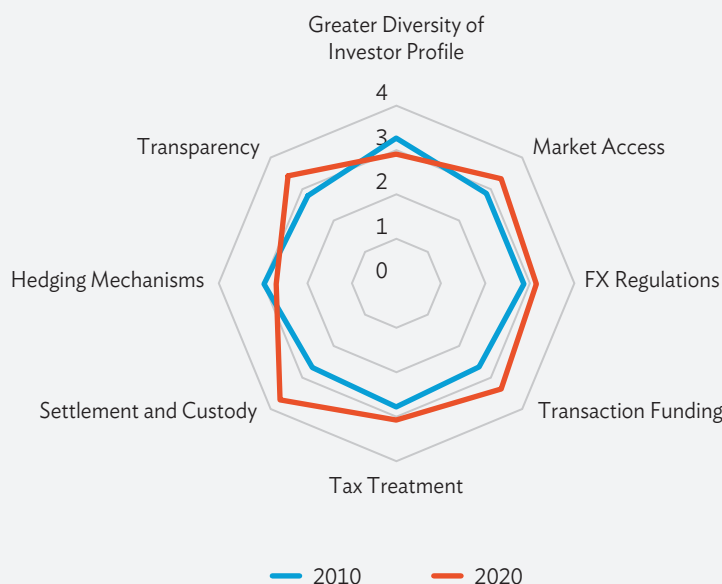 Greater Diversity of
Investor Profile
4
3
2
1
0
Transparency
Market Access
Hedging Mechanisms
FX Regulations
Settlement and Custody
Transaction Funding
Tax Treatment
2010
2020